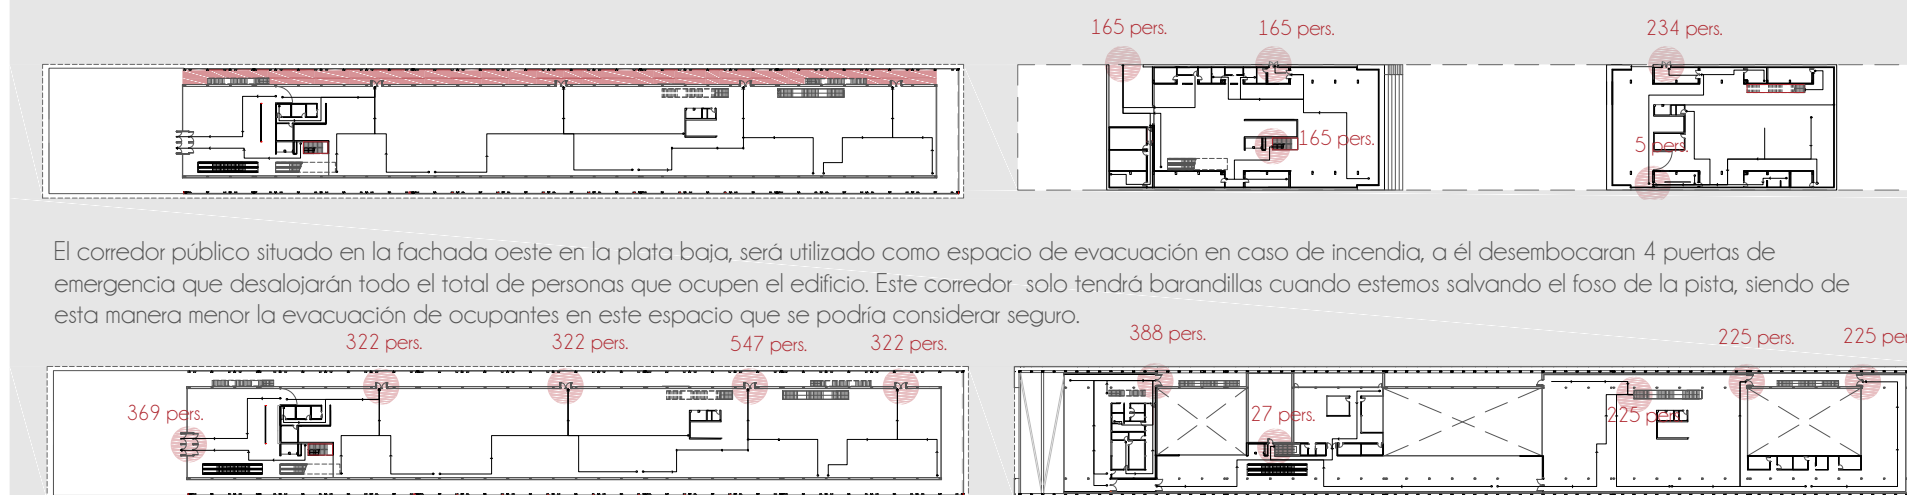 165 pers.
165 pers.
234 pers.
165 pers.
5 pers.
El corredor público situado en la fachada oeste en la plata baja, será utilizado como espacio de evacuación en caso de incendia, a él desembocaran 4 puertas de
emergencia que desalojarán todo el total de personas que ocupen el edificio. Este corredor solo tendrá barandillas cuando estemos salvando el foso de la pista, siendo de
esta manera menor la evacuación de ocupantes en este espacio que se podría considerar seguro.
322 pers.
322 pers.
547 pers.
322 pers.
388 pers.
225 pers.
225 per
369 pers.
27 pers.
225 pers.